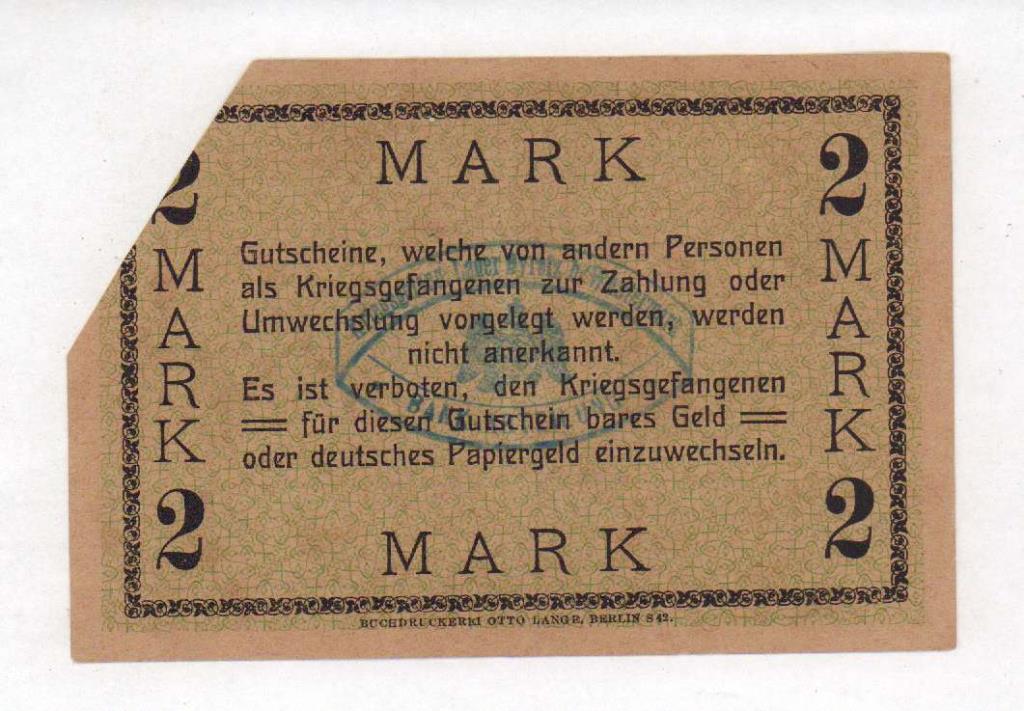 MARK
2
2
MARK
MARK
Gutscheine, welche von andern Personen
als Kriegsgefangenen zur Zahlung oder
Umwechslung vorgelegt werden, werden
nicht anerkannt.
Es ist verboten, den Kriegsgefangenen
für diesen Gutschein bares Geld
oder deutsches Papiergeld einzuwechseln.
2
2
MARK
BUCHDRUCKEREI OTTO LANGE, BERLIN S 42.